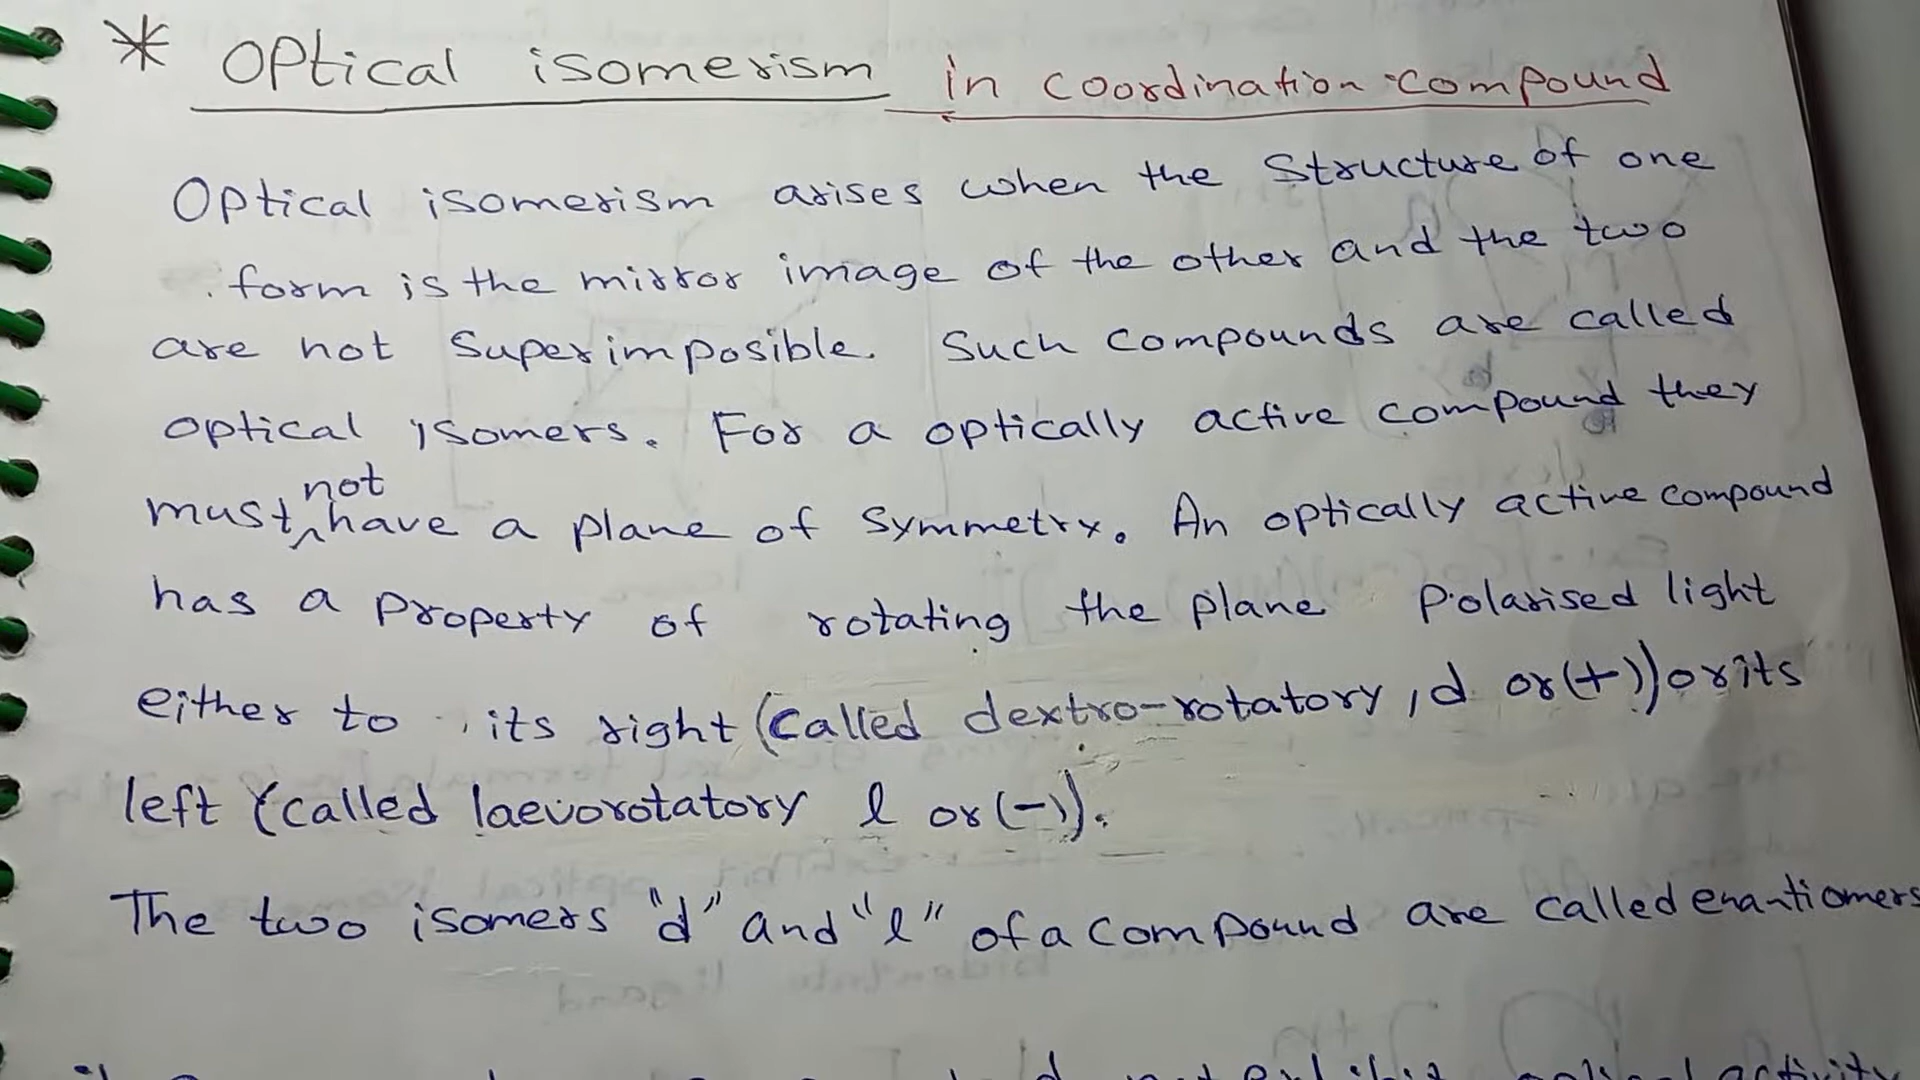 * Optical isomerism in coordination compound
Optical isomerism arises when the structure of one
form is the mirror image of the other and the two
are not superimposible. Such compounds are called
optical isomers. For a optically active compound they
must not have a plane of symmetry. An optically active compound
has a property of rotating the plane polarised light
either to its right (called dextro-rotatory, d or (+)) or its
left (called laevorotatory l or (-)).
The two isomers "d" and "l" of a compound are called enantiomers